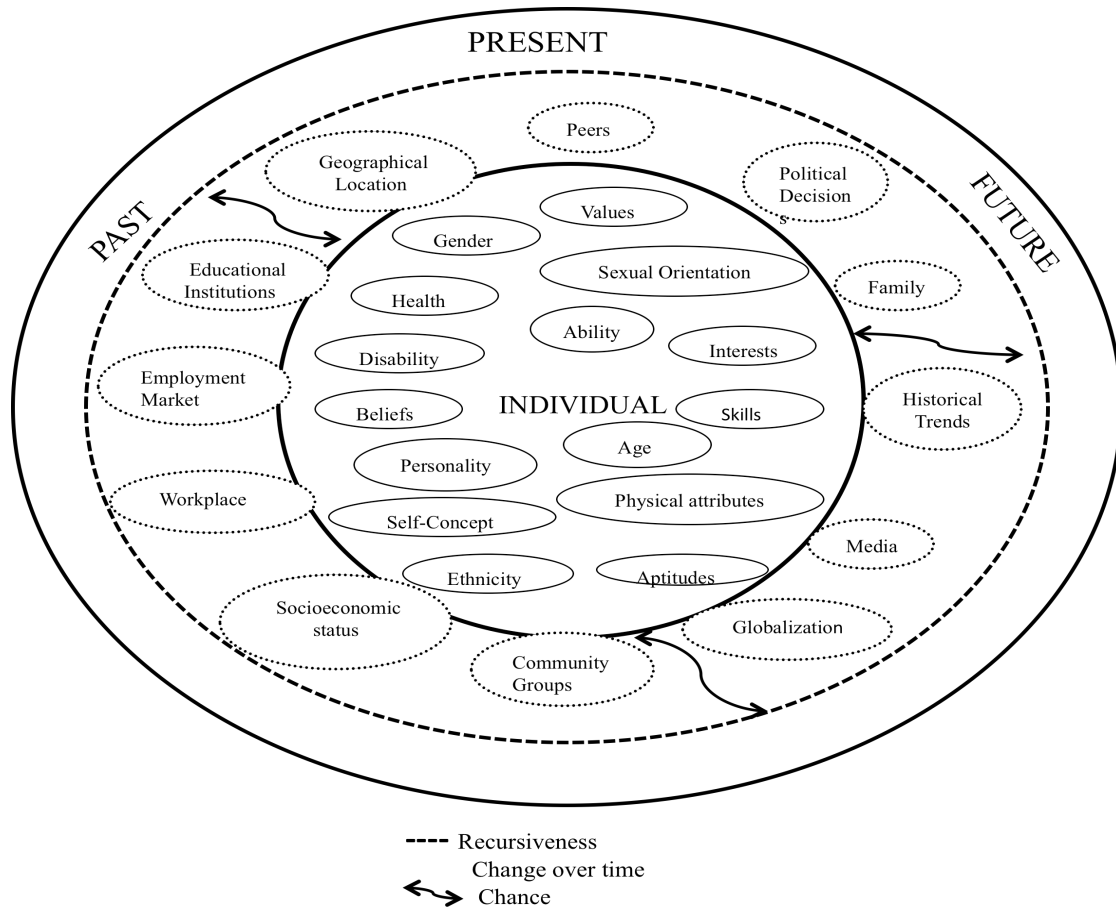 PRESENT
PAST
FUTURE
Peers
Geographical
Location
Political
Decision
s
Values
Gender
Educational
Institutions
Sexual Orientation
Family
Health
Ability
Interests
Disability
Employment
Market
Beliefs
INDIVIDUAL
Skills
Historical
Trends
Age
Personality
Workplace
Physical attributes
Self-Concept
Media
Ethnicity
Aptitudes
Socioeconomic
status
Globalization
Community
Groups
Recursiveness
Change over time
Chance